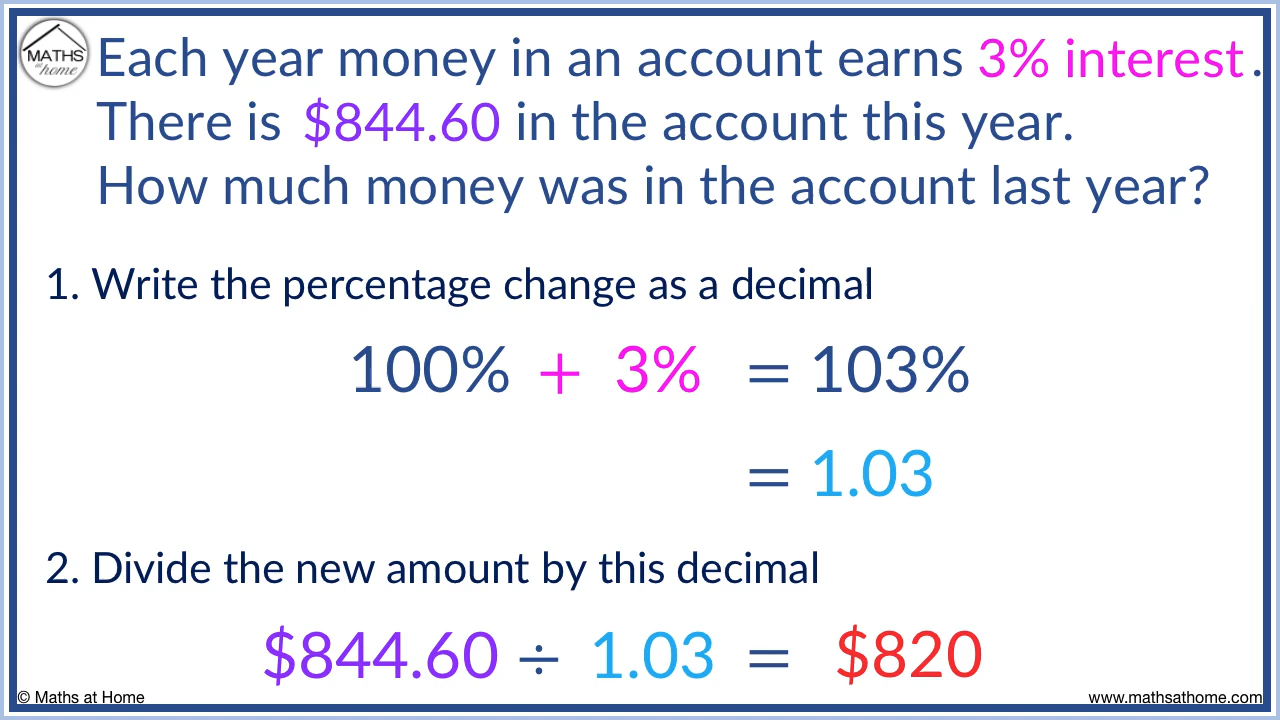 MATHS
at
home
Each year money in an account earns 3% interest.
There is $844.60 in the account this year.
How much money was in the account last year?
1. Write the percentage change as a decimal
100% + 3% = 103%
= 1.03
2. Divide the new amount by this decimal
$844.60 ÷ 1.03 = $820
© Maths at Home
www.mathsathome.com